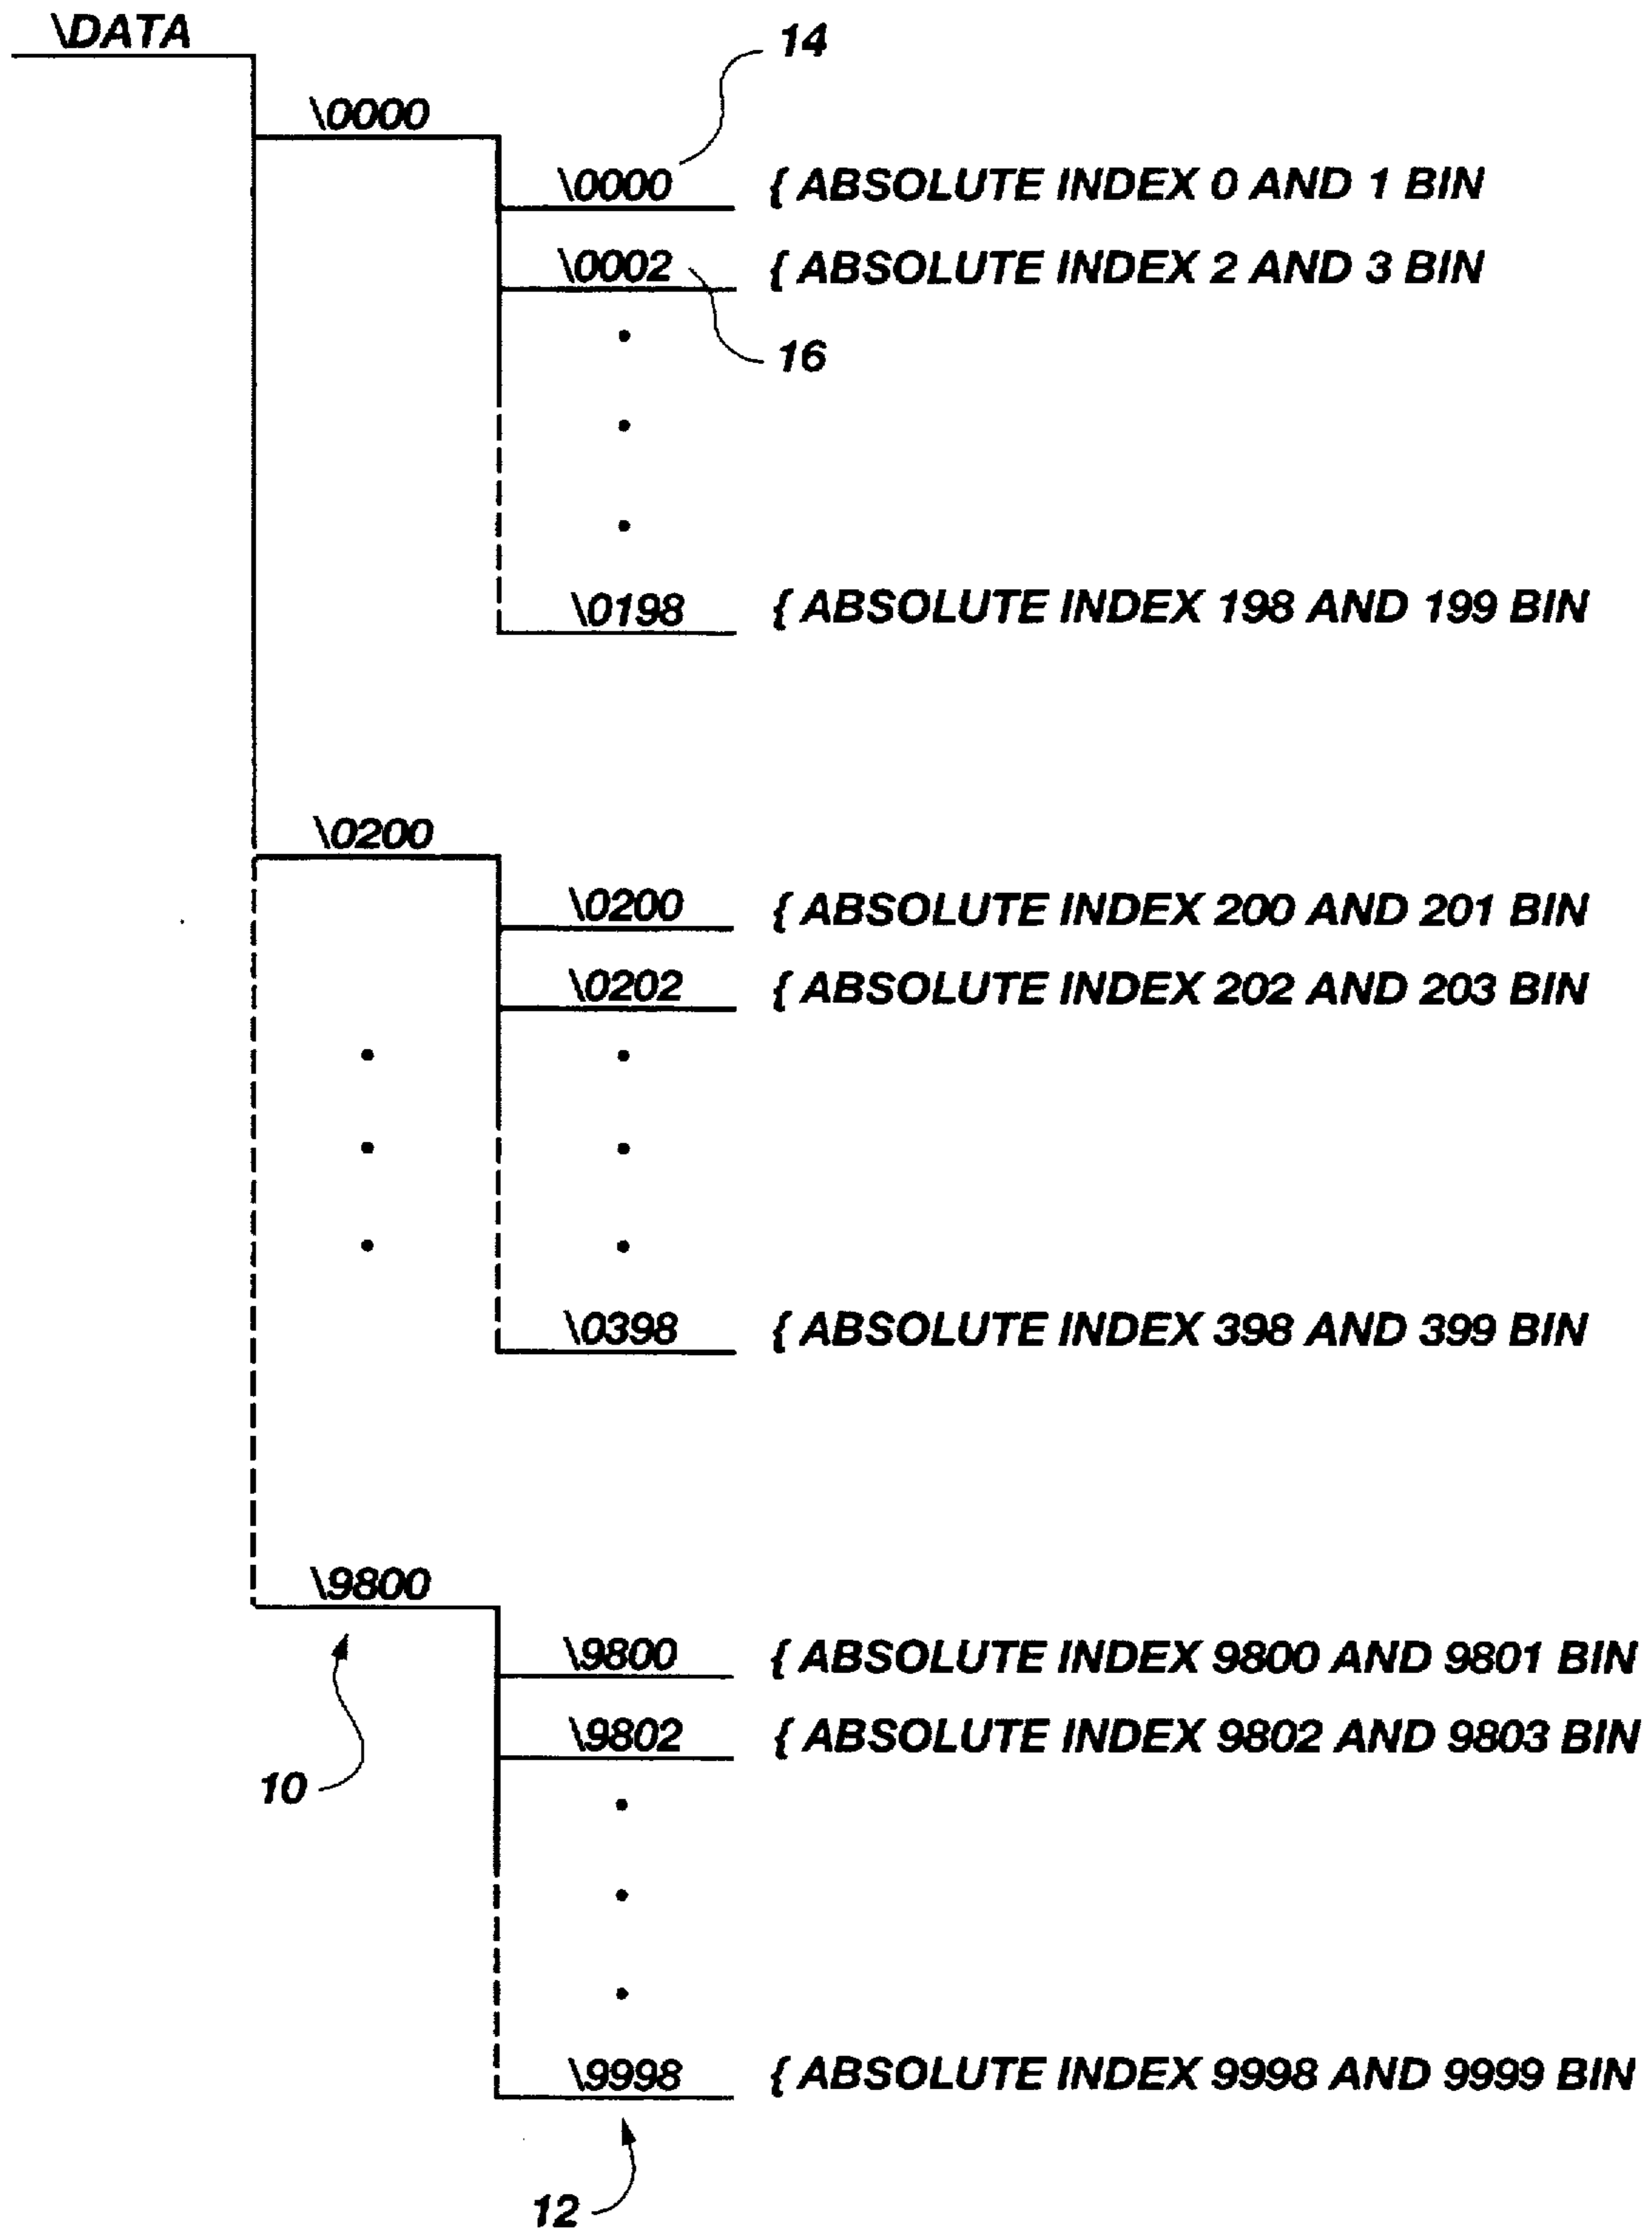 \DATA
14
\0000
\0000 { ABSOLUTE INDEX 0 AND 1 BIN
\0002 { ABSOLUTE INDEX 2 AND 3 BIN
16
\0198 { ABSOLUTE INDEX 198 AND 199 BIN
\0200
\0200 { ABSOLUTE INDEX 200 AND 201 BIN
\0202 { ABSOLUTE INDEX 202 AND 203 BIN
\0398 { ABSOLUTE INDEX 398 AND 399 BIN
\9800
\9800 { ABSOLUTE INDEX 9800 AND 9801 BIN
\9802 { ABSOLUTE INDEX 9802 AND 9803 BIN
10
\9998 { ABSOLUTE INDEX 9998 AND 9999 BIN
12